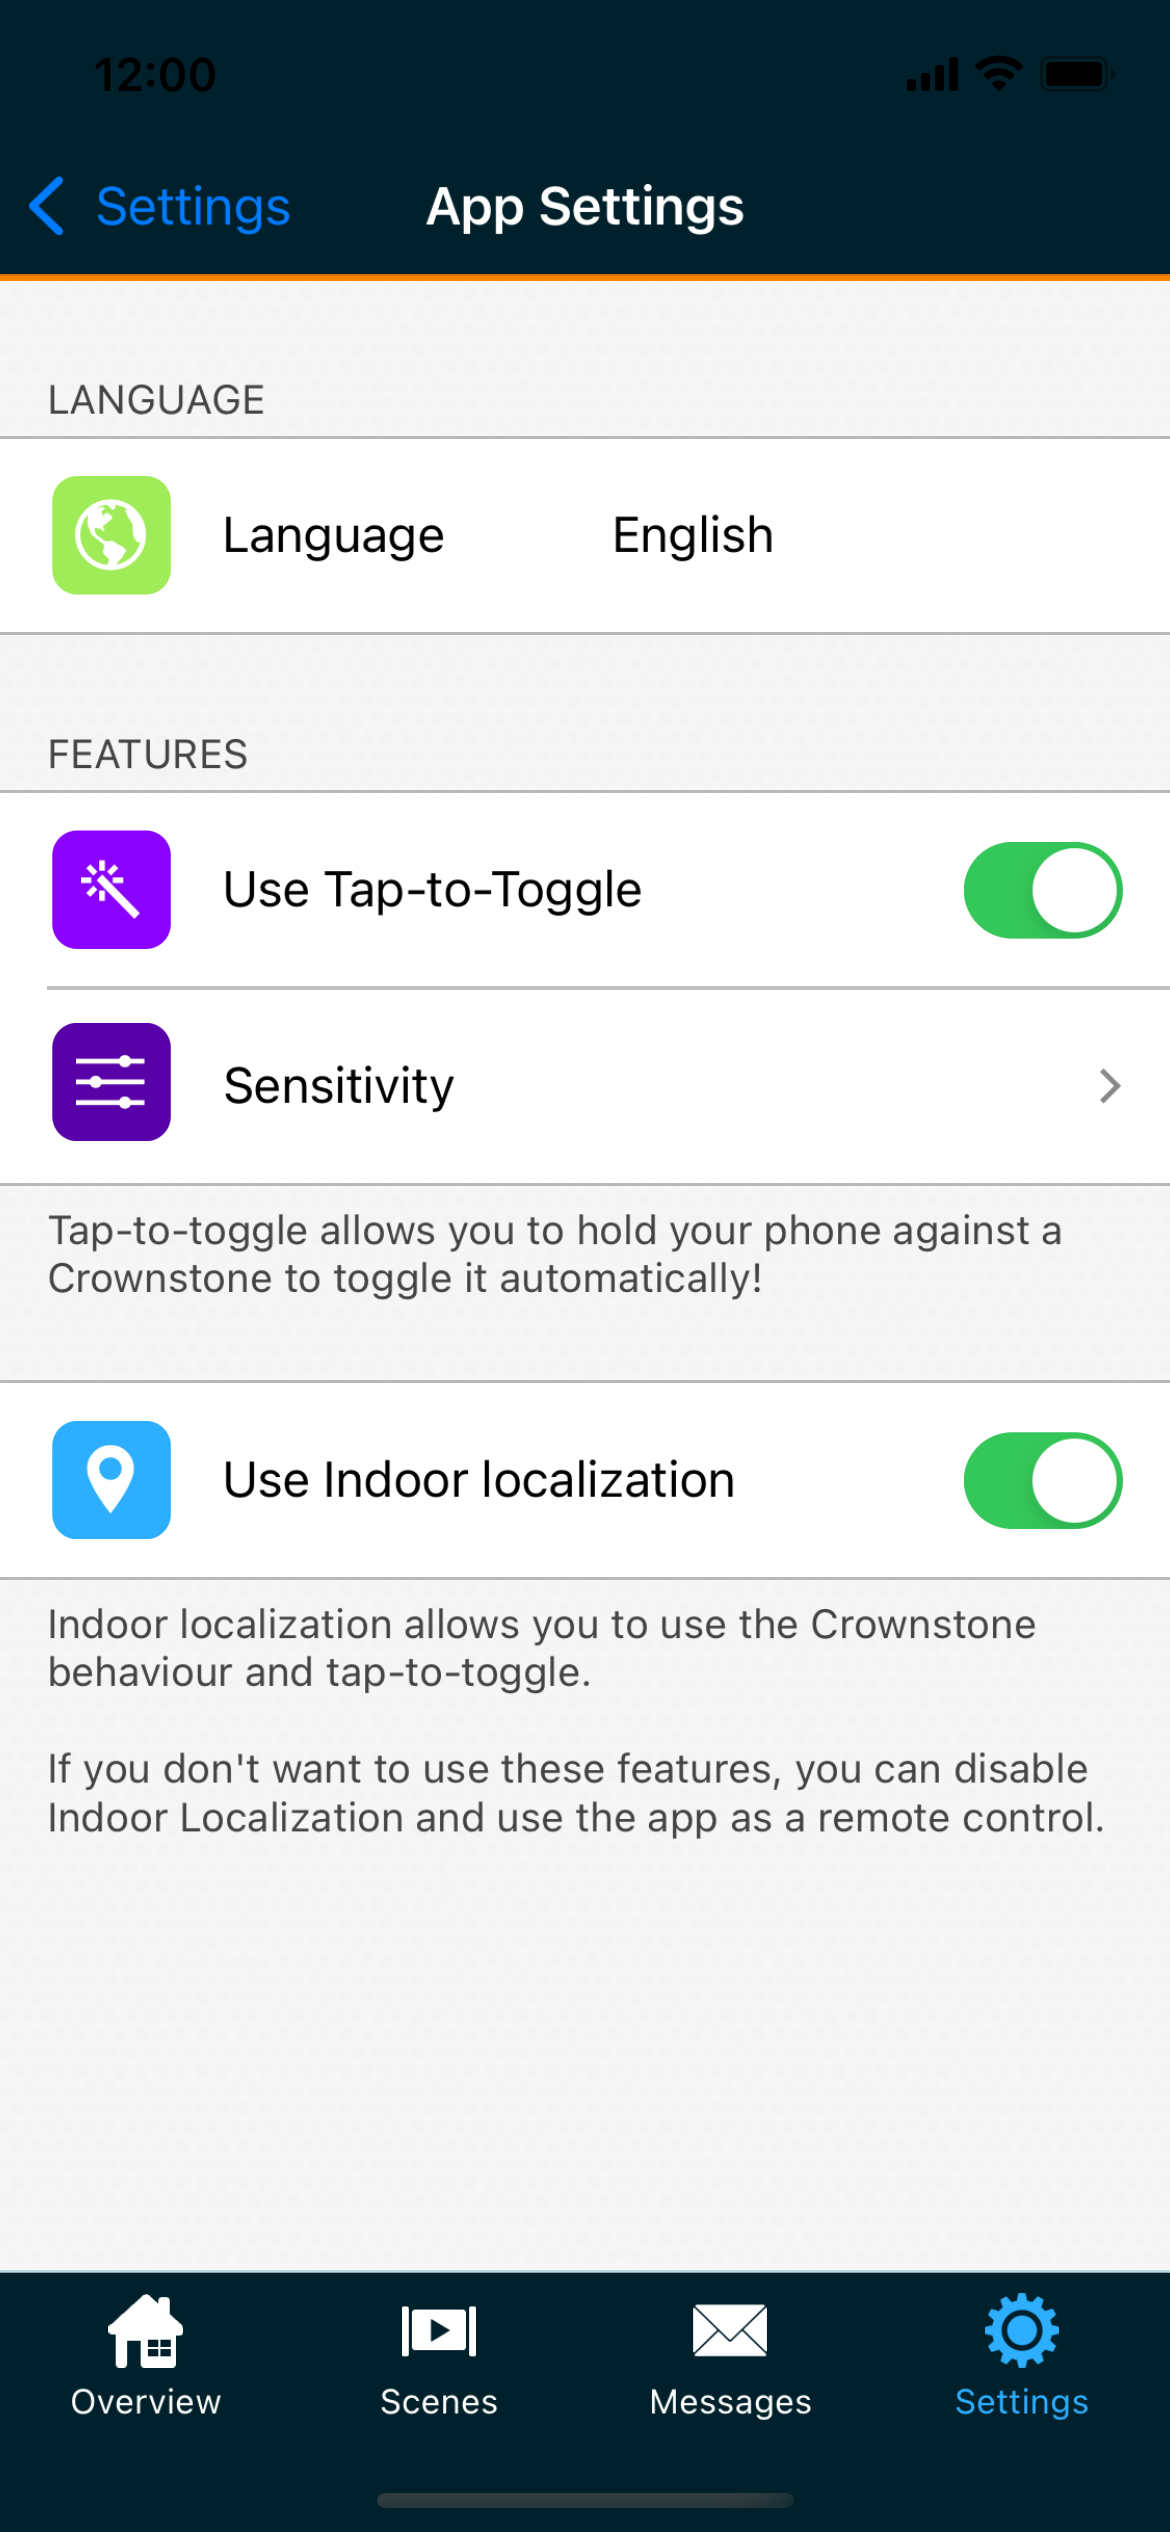 12:00
Settings
App Settings
LANGUAGE
Language English
FEATURES
Use Tap-to-Toggle
Sensitivity
Tap-to-toggle allows you to hold your phone against a
Crownstone to toggle it automatically!
Use Indoor localization
Indoor localization allows you to use the Crownstone
behaviour and tap-to-toggle.
If you don't want to use these features, you can disable
Indoor Localization and use the app as a remote control.
Overview
Scenes
Messages
Settings